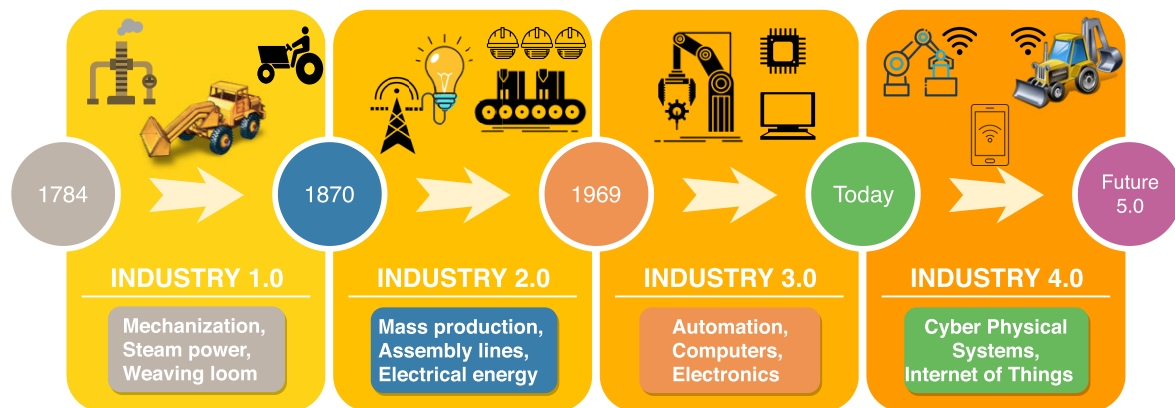 1784
1870
1969
Today
Future
5.0
INDUSTRY 1.0
Mechanization,
Steam power,
Weaving loom
INDUSTRY 2.0
Mass production,
Assembly lines,
Electrical energy
INDUSTRY 3.0
Automation,
Computers,
Electronics
INDUSTRY 4.0
Cyber Physical
Systems,
Internet of Things